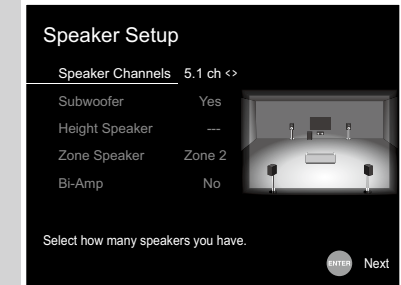 Speaker Setup
Speaker Channels 5.1 ch <>
Subwoofer Yes
Height Speaker ---
Zone Speaker Zone 2
Bi-Amp No
Select how many speakers you have.
ENTER Next